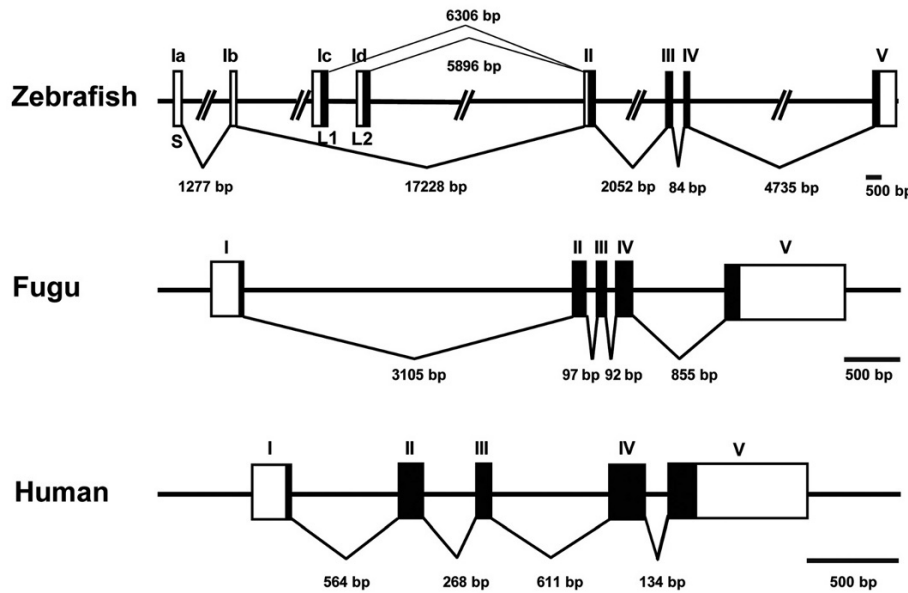 6306 bp
Ia Ib Ic Id II III IV V
5896 bp
Zebrafish
S L1 L2
1277 bp 17228 bp 2052 bp 84 bp 4735 bp 500 bp
I II III IV V
Fugu
3105 bp 97 bp 92 bp 855 bp 500 bp
I II III IV V
Human
564 bp 268 bp 611 bp 134 bp 500 bp